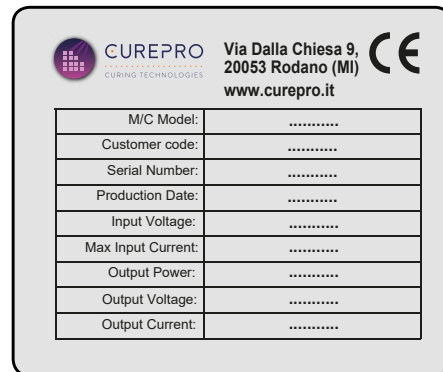 CUREPRO
CURING TECHNOLOGIES
Via Dalla Chiesa 9,
20053 Rodano (MI)
www.curepro.it
CE
M/C Model: ...........
Customer code: ...........
Serial Number: ...........
Production Date: ...........
Input Voltage: ...........
Max Input Current: ...........
Output Power: ...........
Output Voltage: ...........
Output Current: ...........